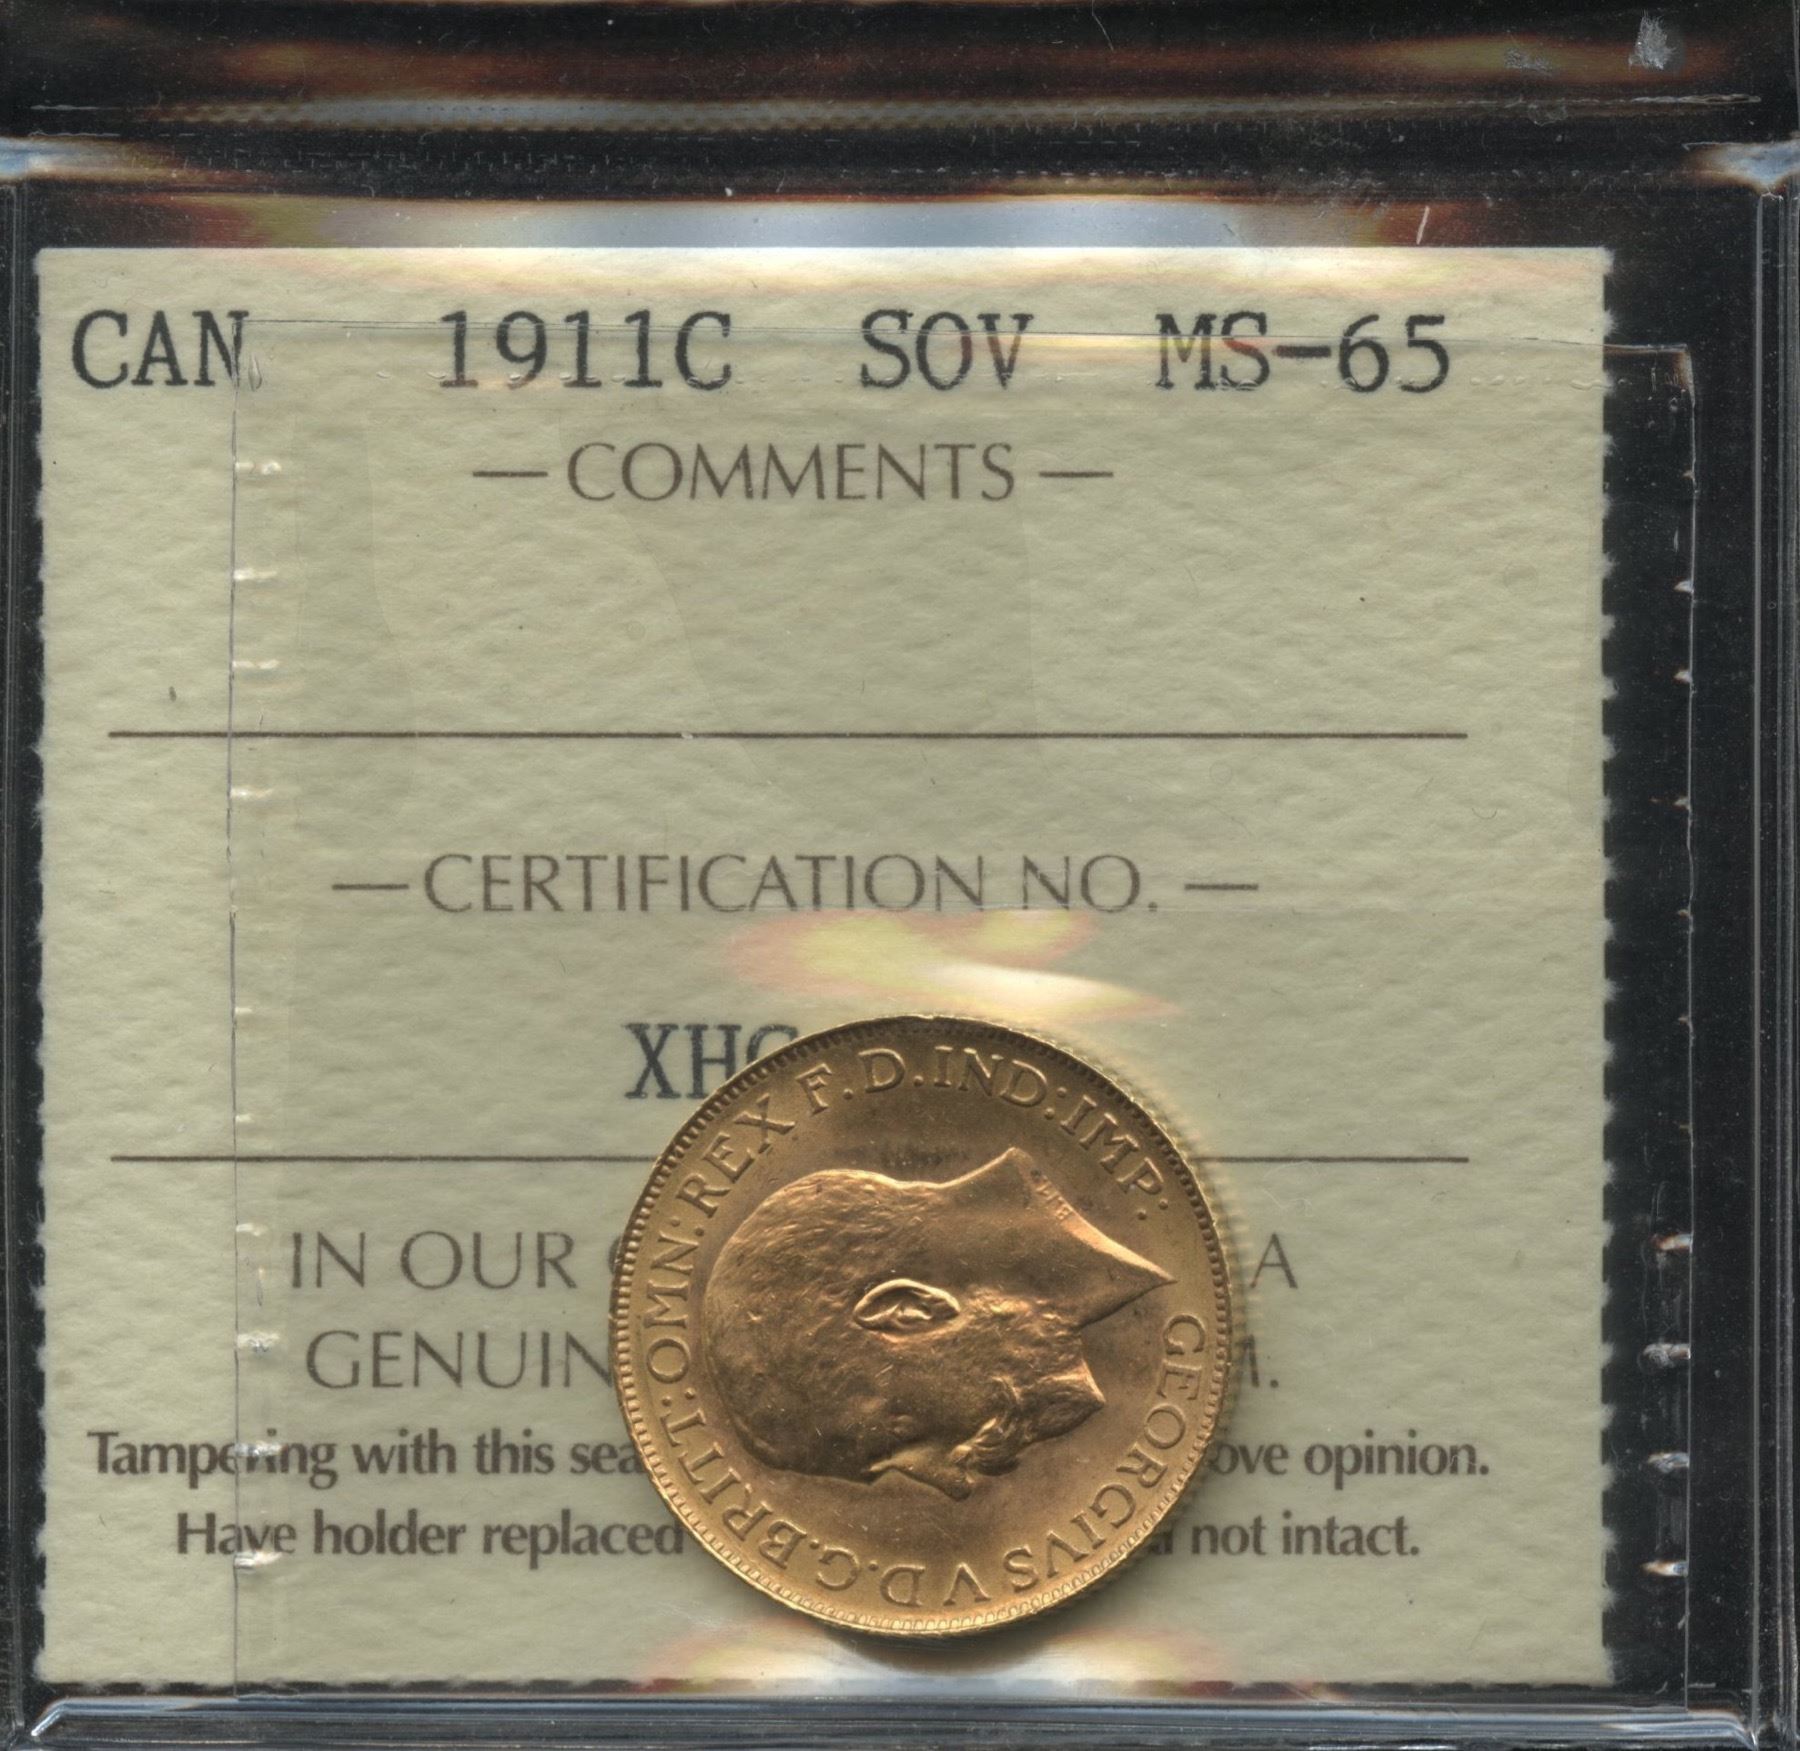 CAN 1911C SOV MS-65
— COMMENTS —
— CERTIFICATION NO. —
XH
IN OUR A
GENUIN M.
Tampering with this sea ove opinion.
Have holder replaced not intact.
GEORGIVS V D.G.BRITT:OMN:REX F.D.IND:IMP:
B.M.